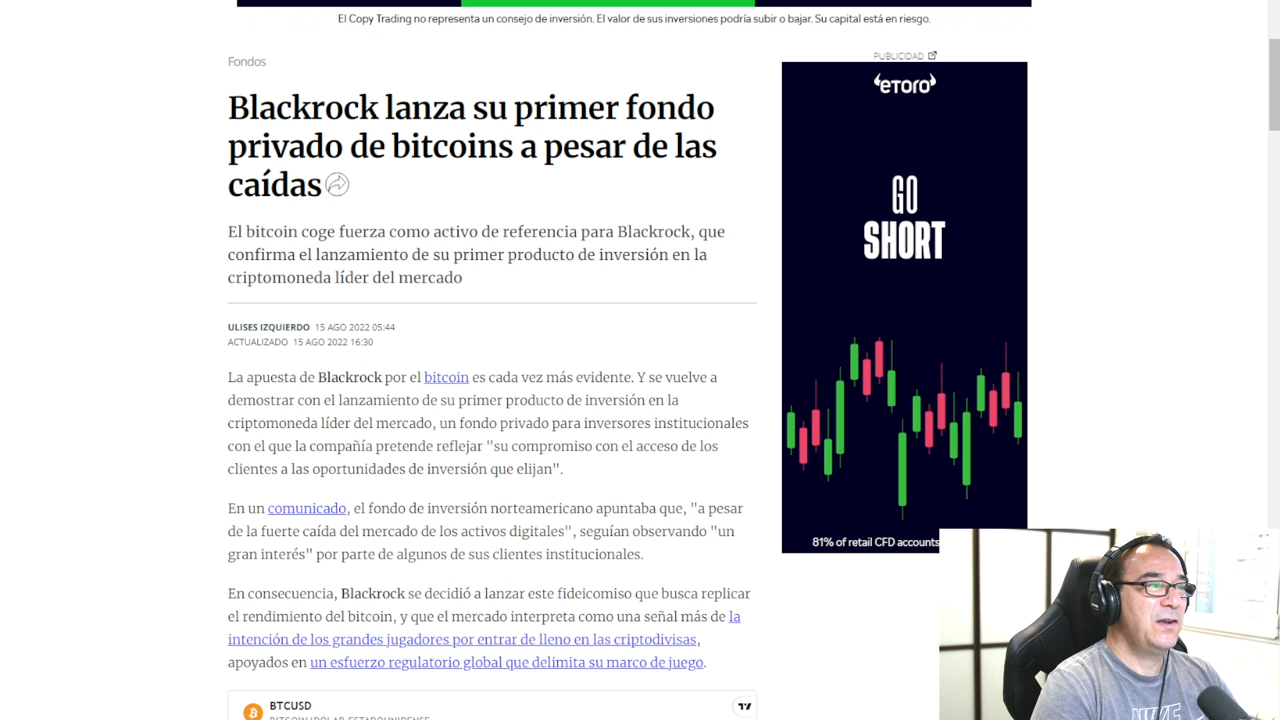 El Copy Trading no representa un consejo de inversión. El valor de sus inversiones podría subir o bajar. Su capital está en riesgo.
Fondos
Blackrock lanza su primer fondo
privado de bitcoins a pesar de las
caídas
El bitcoin coge fuerza como activo de referencia para Blackrock, que
confirma el lanzamiento de su primer producto de inversión en la
criptomoneda líder del mercado
ULISES IZQUIERDO 15 AGO 2022 05:44
ACTUALIZADO 15 AGO 2022 16:30
La apuesta de Blackrock por el bitcoin es cada vez más evidente. Y se vuelve a
demostrar con el lanzamiento de su primer producto de inversión en la
criptomoneda líder del mercado, un fondo privado para inversores institucionales
con el que la compañía pretende reflejar "su compromiso con el acceso de los
clientes a las oportunidades de inversión que elijan".
En un comunicado, el fondo de inversión norteamericano apuntaba que, "a pesar
de la fuerte caída del mercado de los activos digitales", seguían observando "un
gran interés" por parte de algunos de sus clientes institucionales.
En consecuencia, Blackrock se decidió a lanzar este fideicomiso que busca replicar
el rendimiento del bitcoin, y que el mercado interpreta como una señal más de la
intención de los grandes jugadores por entrar de lleno en las criptodivisas,
apoyados en un esfuerzo regulatorio global que delimita su marco de juego.
BTCUSD
BITCOIN/DÓLAR ESTADOUNIDENSE
PUBLICIDAD
eToro
GO
SHORT
81% of retail CFD accounts
NIKE